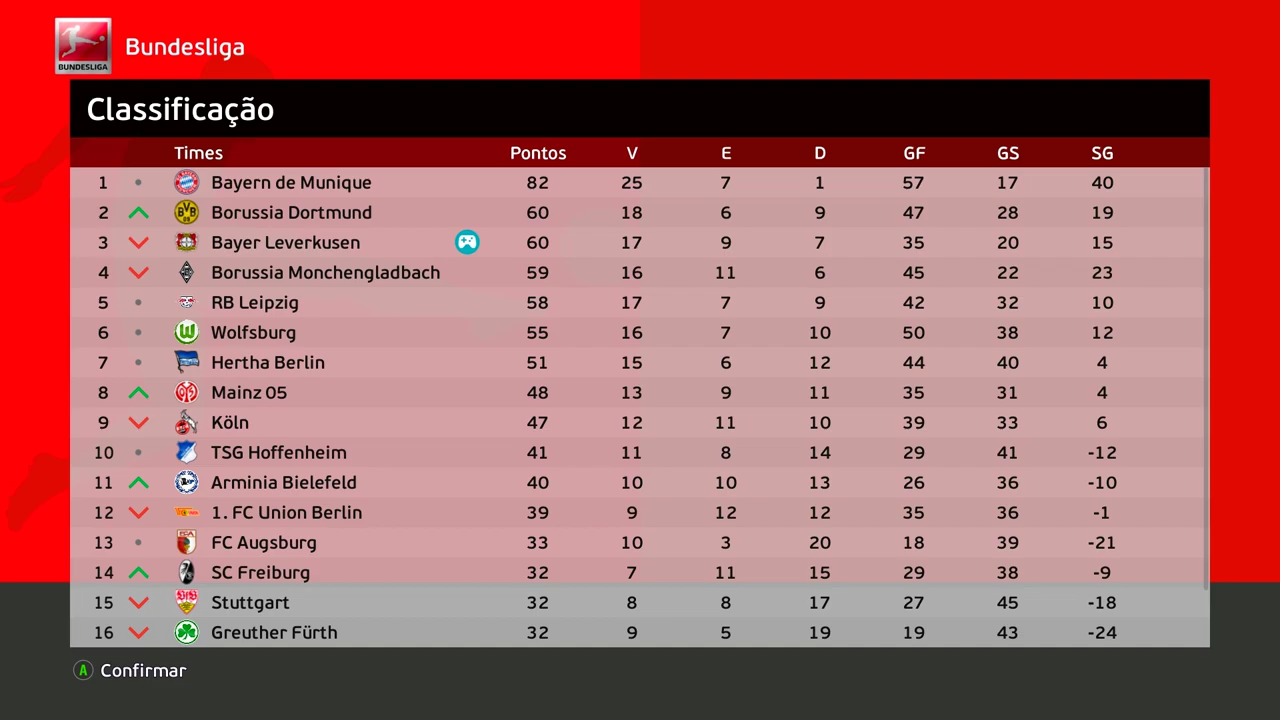 BUNDESLIGA
Bundesliga
Classificação
Times Pontos V E D GF GS SG
1 Bayern de Munique 82 25 7 1 57 17 40
2 Borussia Dortmund 60 18 6 9 47 28 19
3 Bayer Leverkusen 60 17 9 7 35 20 15
4 Borussia Monchengladbach 59 16 11 6 45 22 23
5 RB Leipzig 58 17 7 9 42 32 10
6 Wolfsburg 55 16 7 10 50 38 12
7 Hertha Berlin 51 15 6 12 44 40 4
8 Mainz 05 48 13 9 11 35 31 4
9 Köln 47 12 11 10 39 33 6
10 TSG Hoffenheim 41 11 8 14 29 41 -12
11 Arminia Bielefeld 40 10 10 13 26 36 -10
12 1. FC Union Berlin 39 9 12 12 35 36 -1
13 FC Augsburg 33 10 3 20 18 39 -21
14 SC Freiburg 32 7 11 15 29 38 -9
15 Stuttgart 32 8 8 17 27 45 -18
16 Greuther Fürth 32 9 5 19 19 43 -24
A Confirmar